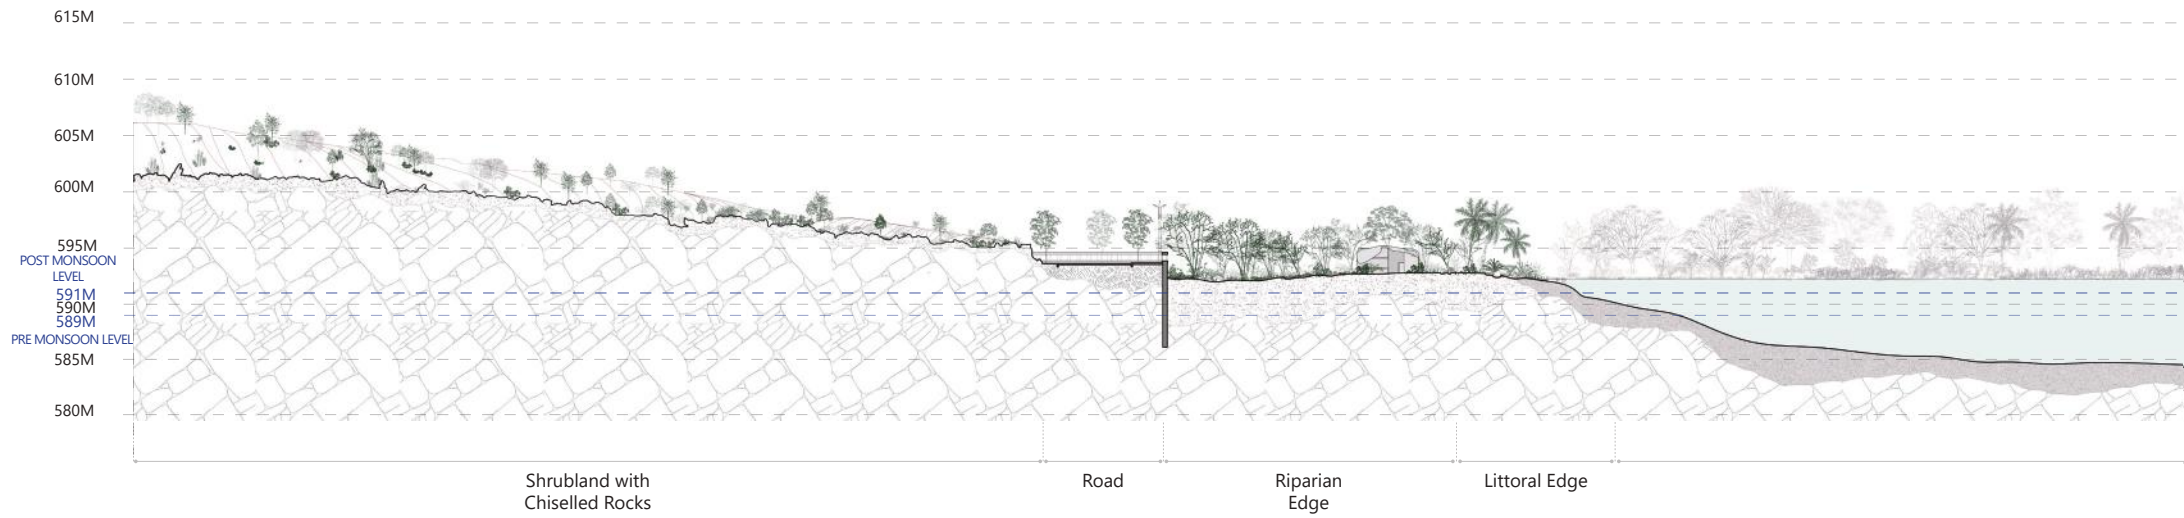 615M
610M
605M
600M
595M
POST MONSOON
LEVEL
591M
590M
589M
PRE MONSOON LEVEL
585M
580M
Shrubland with
Chiselled Rocks
Road
Riparian
Edge
Littoral Edge